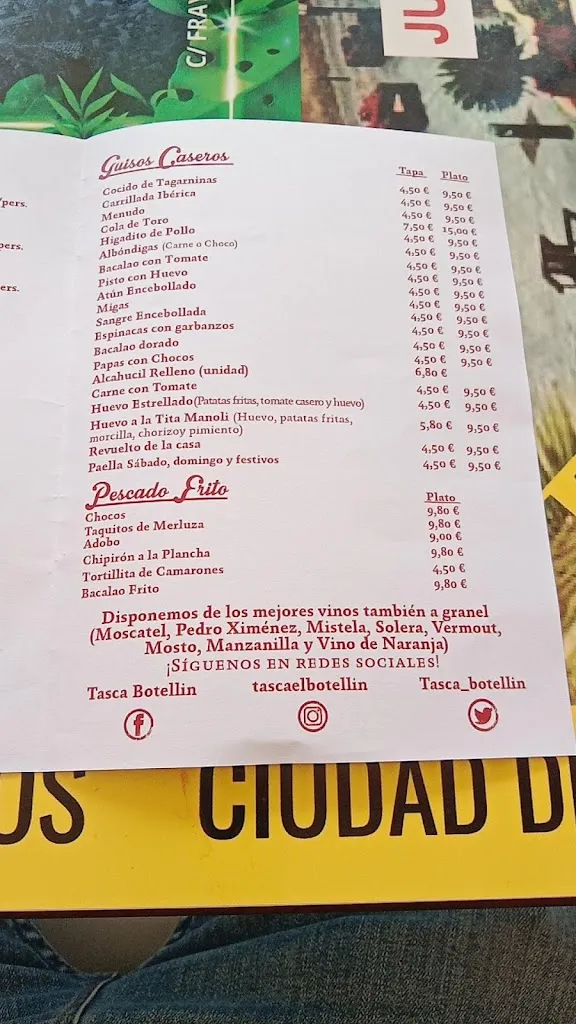 C/ FRAY
JU
/pers.
pers.
ers.
Guisos Caseros
Tapa Plato
Cocido de Tagarninas 4,50 € 9,50 €
Carrillada Ibérica 4,50 € 9,50 €
Menudo 4,50 € 9,50 €
Cola de Toro 7,50 € 15,00 €
Higadito de Pollo 4,50 € 9,50 €
Albóndigas (Carne o Choco) 4,50 € 9,50 €
Bacalao con Tomate 4,50 € 9,50 €
Pisto con Huevo 4,50 € 9,50 €
Atún Encebollado 4,50 € 9,50 €
Migas 4,50 € 9,50 €
Sangre Encebollada 4,50 € 9,50 €
Espinacas con garbanzos 4,50 € 9,50 €
Bacalao dorado 4,50 € 9,50 €
Papas con Chocos 4,50 € 9,50 €
Alcahucil Relleno (unidad) 6,80 €
Carne con Tomate 4,50 € 9,50 €
Huevo Estrellado (Patatas fritas, tomate casero y huevo) 4,50 € 9,50 €
Huevo a la Tita Manoli (Huevo, patatas fritas, 5,80 € 9,50 €
morcilla, chorizoy pimiento)
Revuelto de la casa 4,50 € 9,50 €
Paella Sábado, domingo y festivos 4,50 € 9,50 €
Pescado Frito
Plato
Chocos 9,80 €
Taquitos de Merluza 9,80 €
Adobo 9,00 €
Chipirón a la Plancha 9,80 €
Tortillita de Camarones 4,50 €
Bacalao Frito 9,80 €
Disponemos de los mejores vinos también a granel
(Moscatel, Pedro Ximénez, Mistela, Solera, Vermout,
Mosto, Manzanilla y Vino de Naranja)
¡SÍGUENOS EN REDES SOCIALES!
Tasca Botellin tascaelbotellin Tasca_botellin
OS CIUDAD D